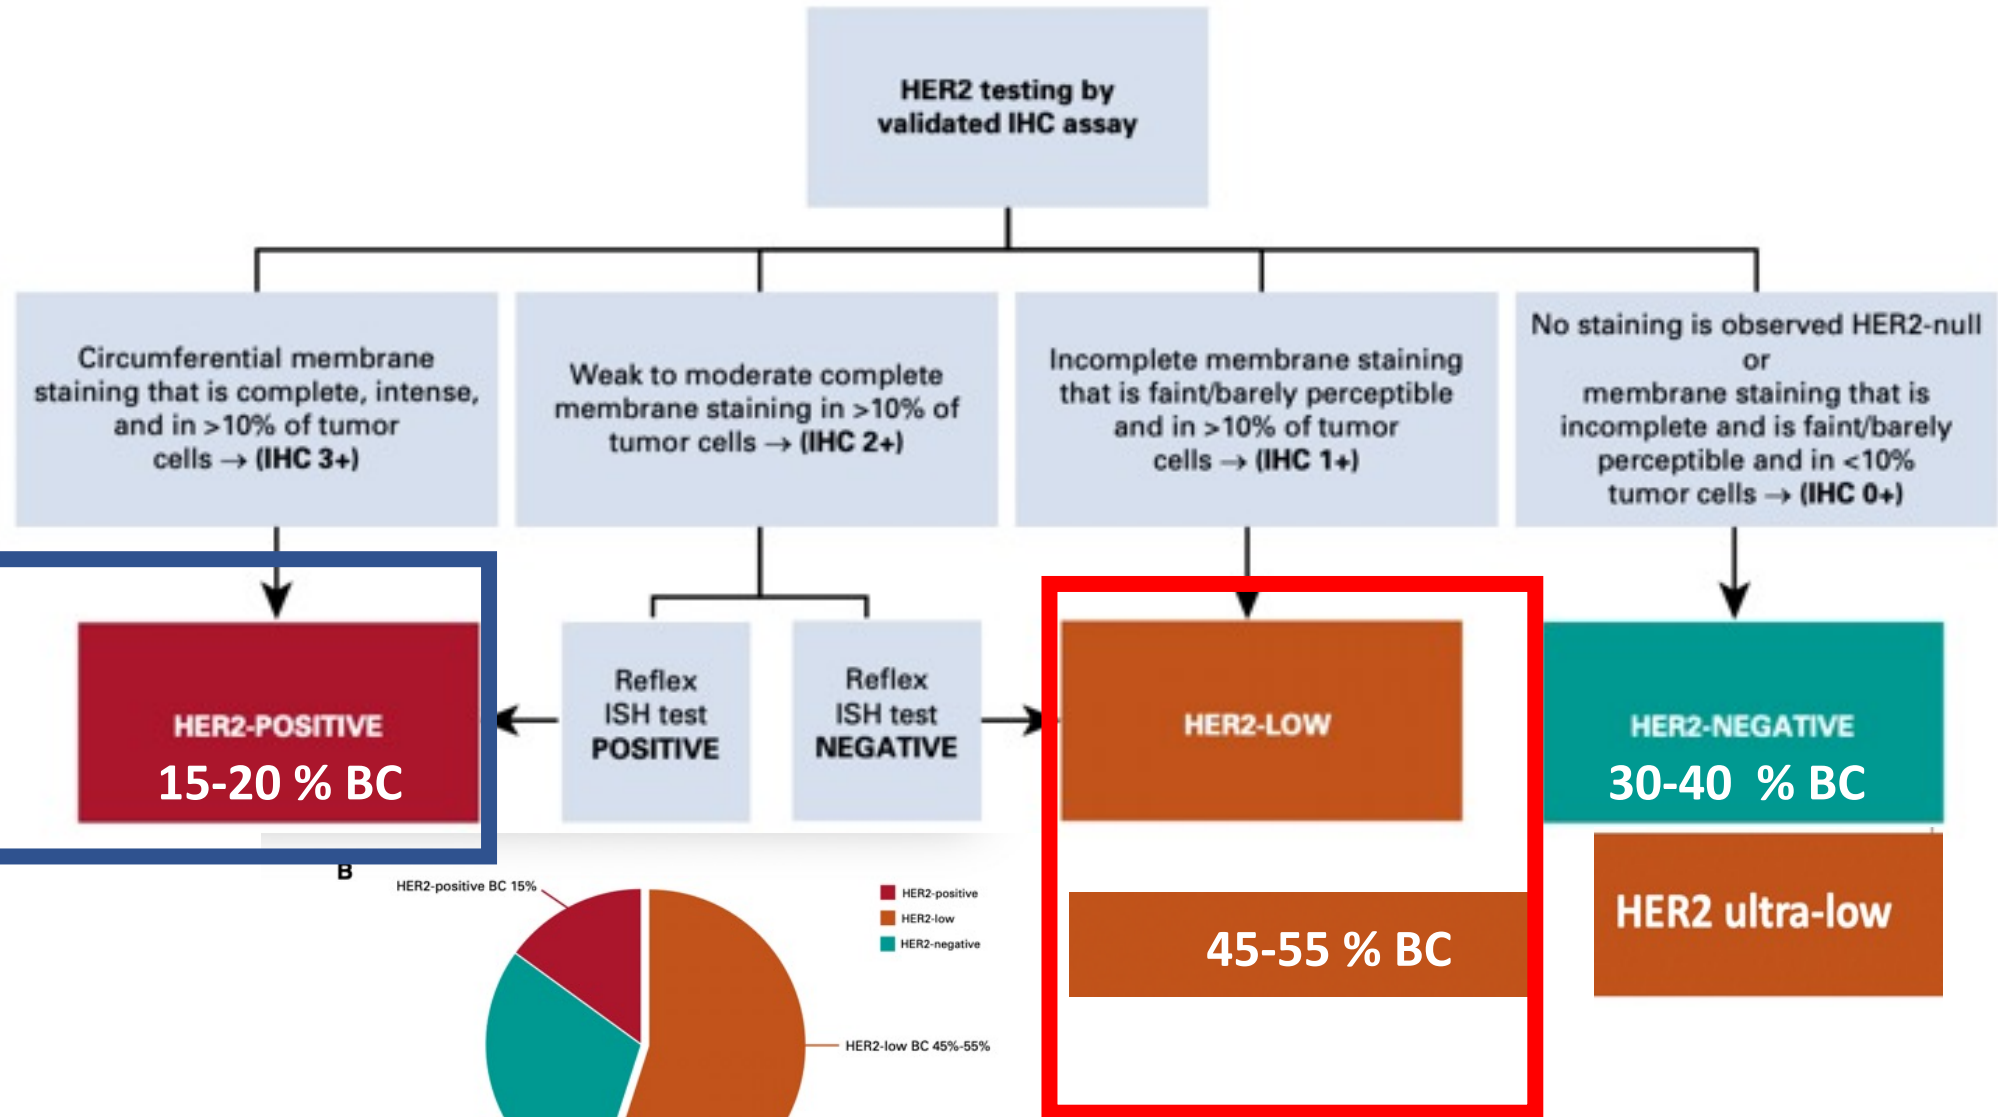 HER2 testing by
validated IHC assay
Circumferential membrane
staining that is complete, intense,
and in >10% of tumor
cells → (IHC 3+)
Weak to moderate complete
membrane staining in >10% of
tumor cells → (IHC 2+)
Incomplete membrane staining
that is faint/barely perceptible
and in >10% of tumor
cells → (IHC 1+)
No staining is observed HER2-null
or
membrane staining that is
incomplete and is faint/barely
perceptible and in <10%
tumor cells → (IHC 0+)
HER2-POSITIVE
15-20 % BC
Reflex
ISH test
POSITIVE
Reflex
ISH test
NEGATIVE
HER2-LOW
45-55 % BC
HER2-NEGATIVE
30-40 % BC
HER2 ultra-low
B
HER2-positive BC 15%
HER2-positive
HER2-low
HER2-negative
HER2-low BC 45%-55%